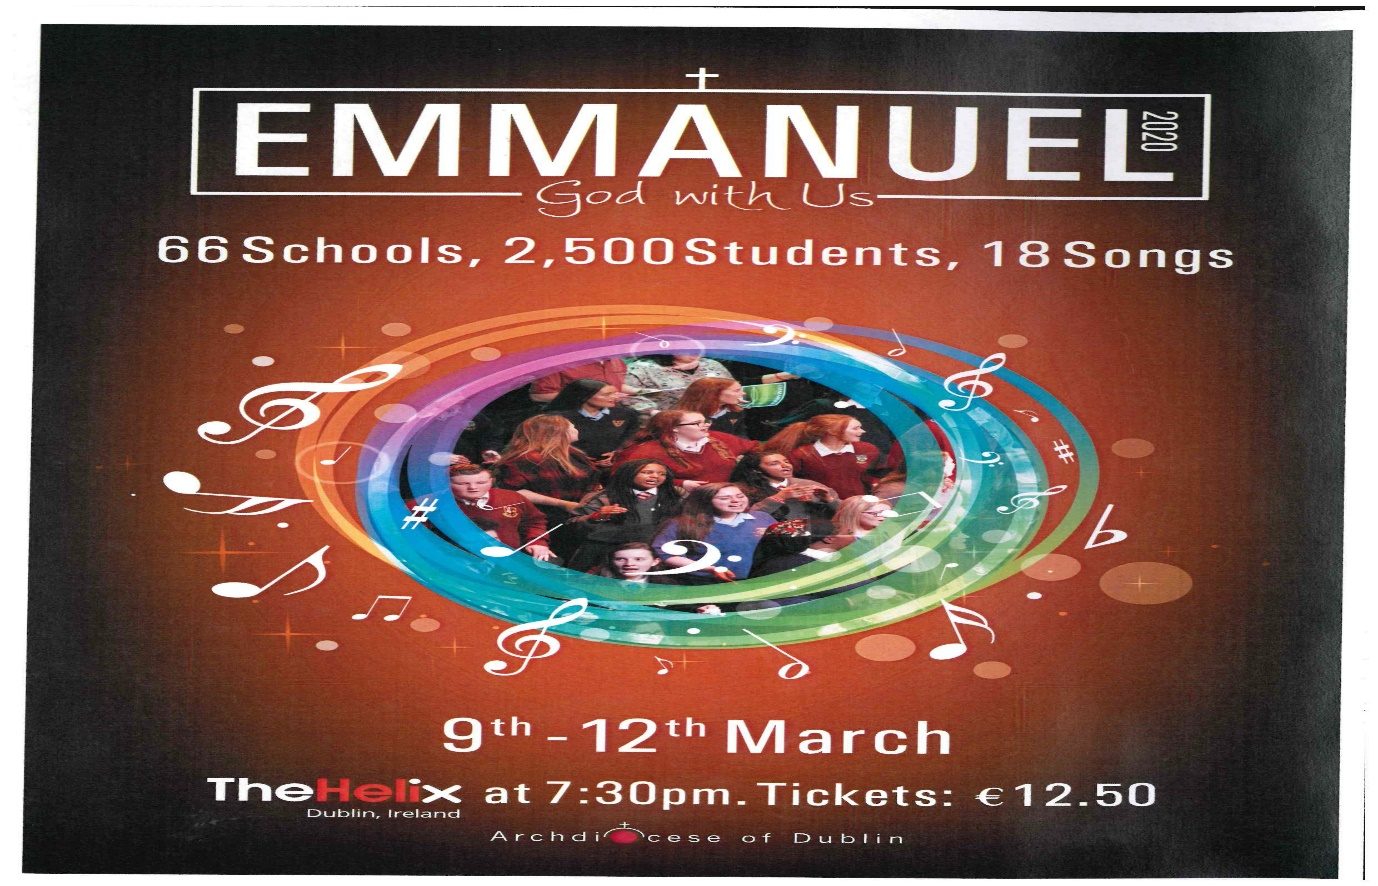 EMMANUEL 2020
God with Us
66 Schools, 2,500 Students, 18 Songs
9th - 12th March
TheHelix at 7:30pm. Tickets: €12.50
Dublin, Ireland
Archdiocese of Dublin